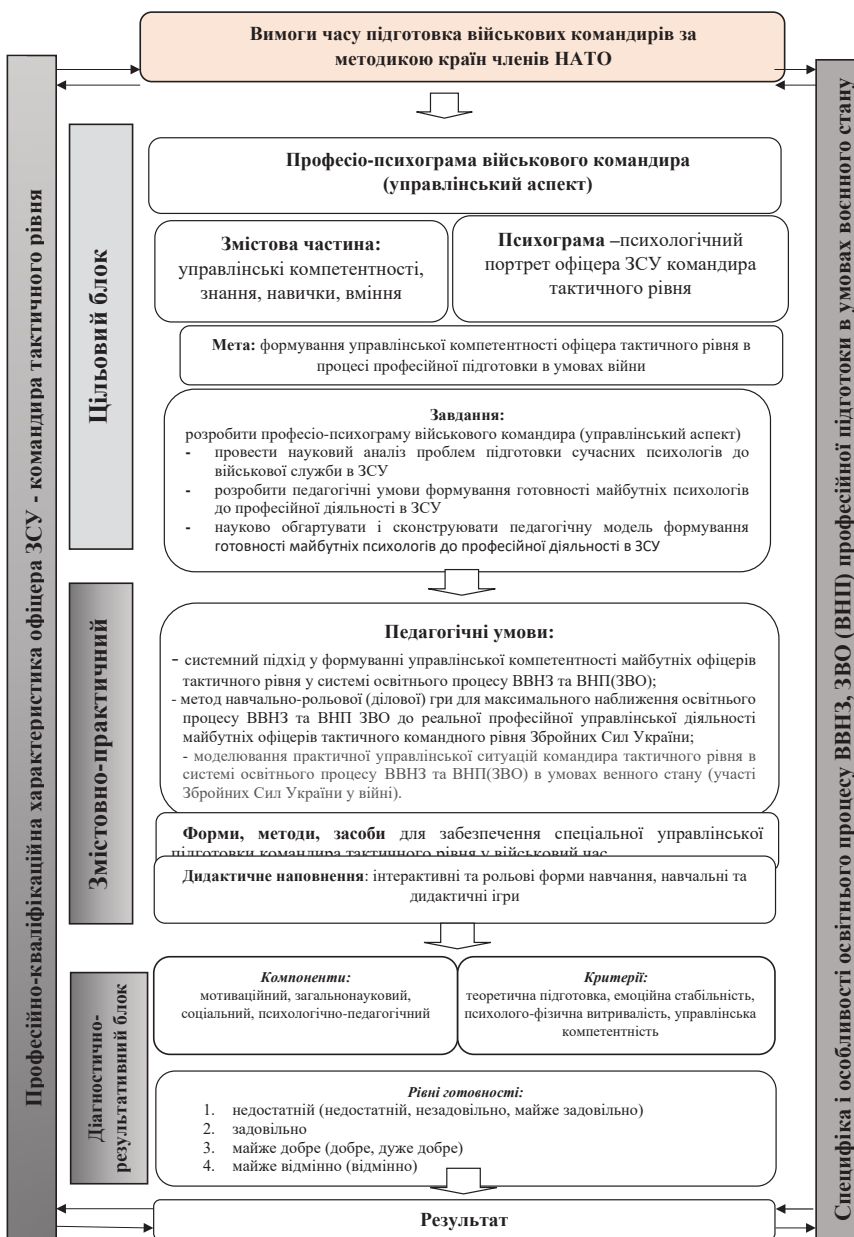 Вимоги часу підготовка військових командирів за
методикою країн членів НАТО
Професійно-кваліфікаційна характеристика офіцера ЗСУ - командира тактичного рівня
Цільовий блок
Професіо-психограма військового командира
(управлінський аспект)
Змістова частина:
управлінські компетентності,
знання, навички, вміння
Психограма –психологічний
портрет офіцера ЗСУ командира
тактичного рівня
Мета: формування управлінської компетентності офіцера тактичного рівня в
процесі професійної підготовки в умовах війни
Завдання:
розробити професіо-психограму військового командира (управлінський аспект)
- провести науковий аналіз проблем підготовки сучасних психологів до
військової служби в ЗСУ
- розробити педагогічні умови формування готовності майбутніх психологів
до професійної діяльності в ЗСУ
- науково обгартувати і сконструювати педагогічну модель формування
готовності майбутніх психологів до професійної діяльності в ЗСУ
Змістовно-практичний
Педагогічні умови:
- системний підхід у формуванні управлінської компетентності майбутніх офіцерів
тактичного рівня у системі освітнього процесу ВВНЗ та ВНП(ЗВО);
- метод навчально-рольової (ділової) гри для максимального наближення освітнього
процесу ВВНЗ та ВНП ЗВО до реальної професійної управлінської діяльності
майбутніх офіцерів тактичного командного рівня Збройних Сил України;
- моделювання практичної управлінської ситуацій командира тактичного рівня в
системі освітнього процесу ВВНЗ та ВНП(ЗВО) в умовах венного стану (участі
Збройних Сил України у війні).
Форми, методи, засоби для забезпечення спеціальної управлінської
підготовки командира тактичного рівня у військовий час
Дидактичне наповнення: інтерактивні та рольові форми навчання, навчальні та
дидактичні ігри
Діагностично-
результативний блок
Компоненти:
мотиваційний, загальнонауковий,
соціальний, психологічно-педагогічний
Критерії:
теоретична підготовка, емоційна стабільність,
психолого-фізична витривалість, управлінська
компетентність
Рівні готовності:
1. недостатній (недостатній, незадовільно, майже задовільно)
2. задовільно
3. майже добре (добре, дуже добре)
4. майже відмінно (відмінно)
Результат
Специфіка і особливості освітнього процесу ВВНЗ, ЗВО (ВНП) професійної підготоки в умовах воєнного стану